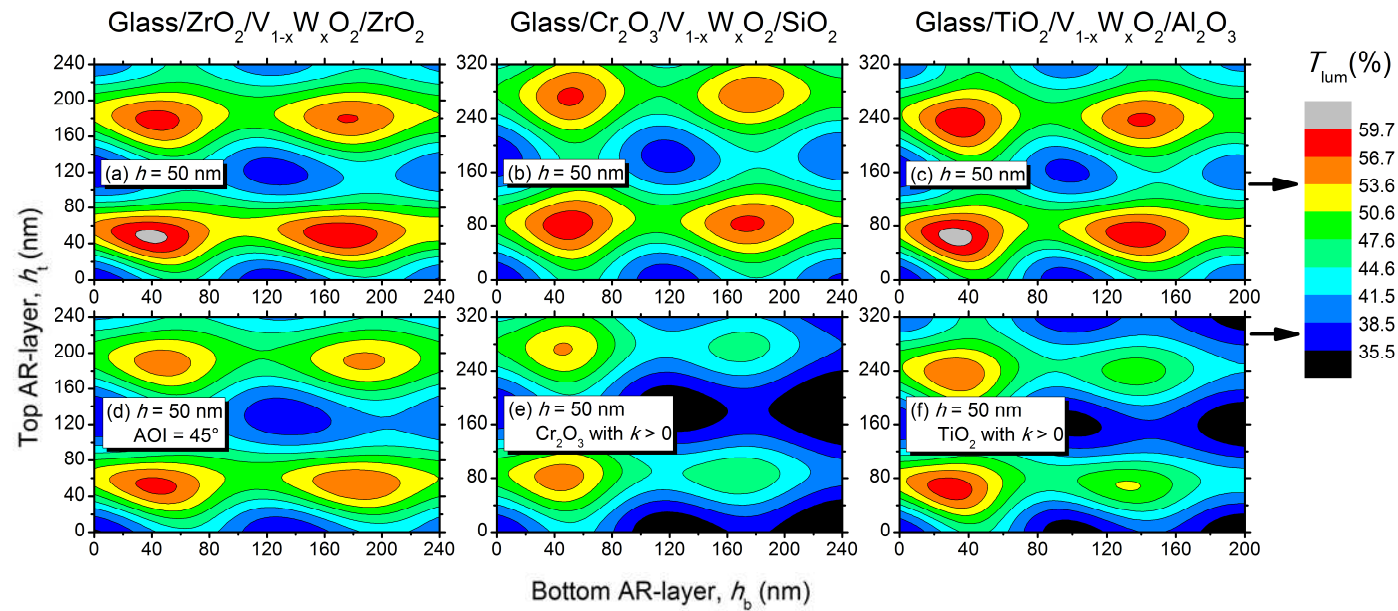 Glass/ZrO₂/V₁₋ₓWₓO₂/ZrO₂ Glass/Cr₂O₃/V₁₋ₓWₓO₂/SiO₂ Glass/TiO₂/V₁₋ₓWₓO₂/Al₂O₃
T_lum(%)
59.7
56.7
53.6
50.6
47.6
44.6
41.5
38.5
35.5
Top AR-layer, h_t (nm)
240
200
160
120
80
40
0
(a) h = 50 nm
0 40 80 120 160 200 240
320
240
160
80
0
(b) h = 50 nm
0 40 80 120 160 200 240
320
240
160
80
0
(c) h = 50 nm
0 40 80 120 160 200
240
200
160
120
80
40
0
(d) h = 50 nm
AOI = 45°
0 40 80 120 160 200 240
320
240
160
80
0
(e) h = 50 nm
Cr₂O₃ with k > 0
0 40 80 120 160 200 240
320
240
160
80
0
(f) h = 50 nm
TiO₂ with k > 0
0 40 80 120 160 200
Bottom AR-layer, h_b (nm)